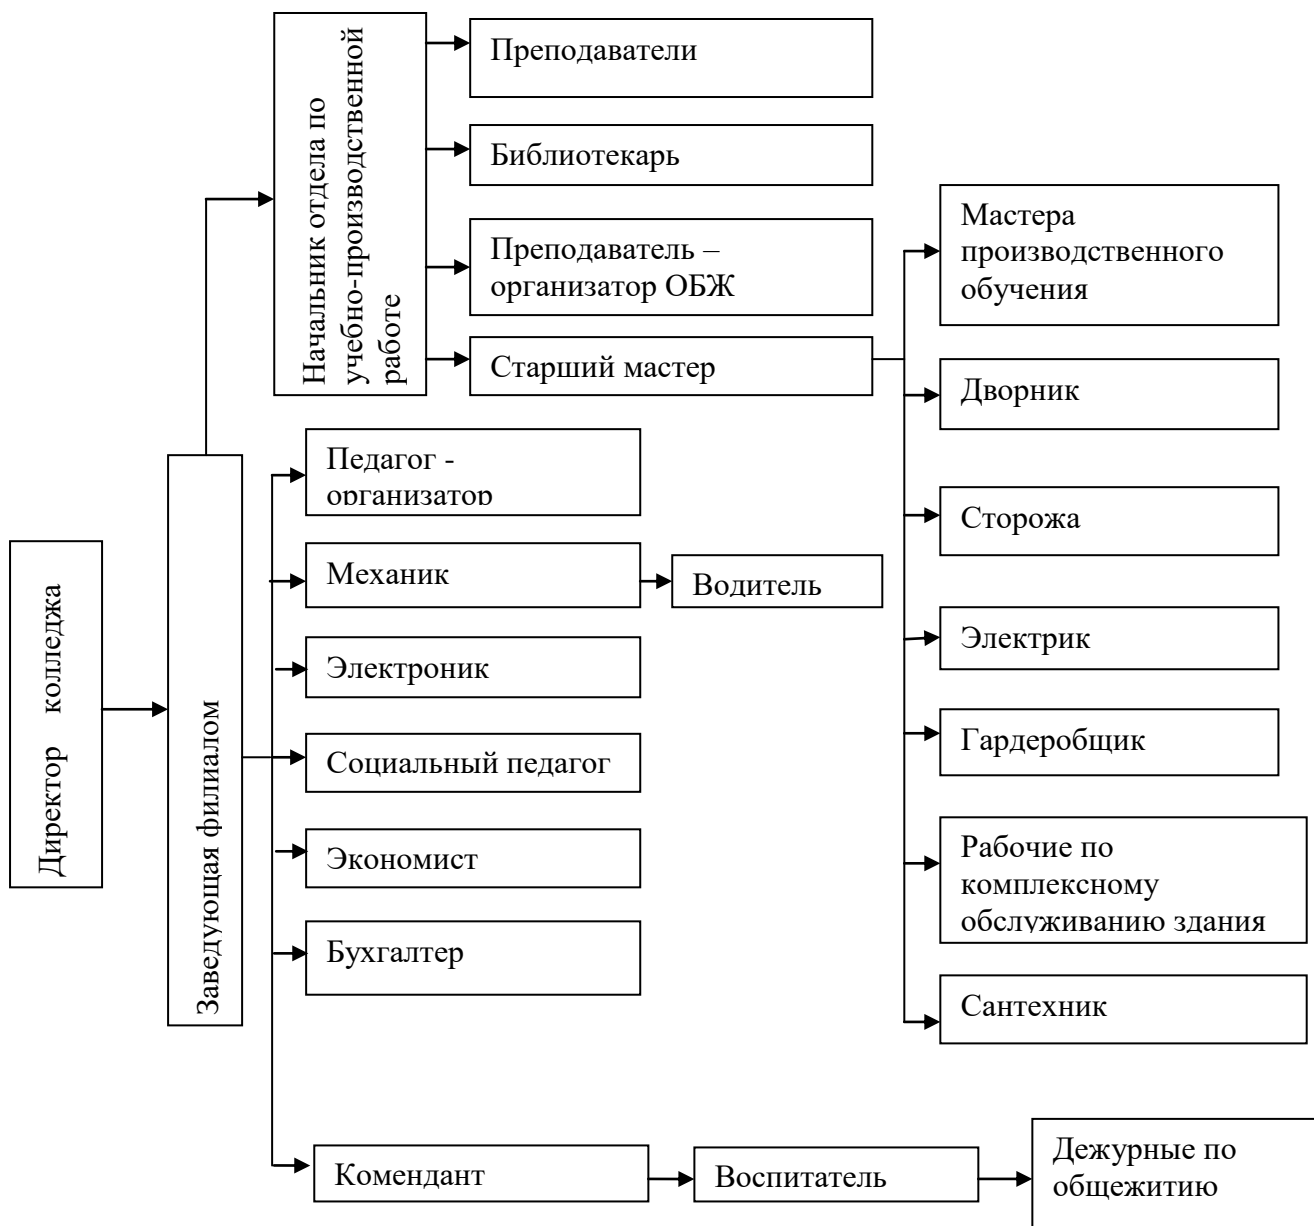 Директор колледжа
Заведующая филиалом
Начальник отдела по
учебно-производственной
работе
Преподаватели
Библиотекарь
Преподаватель –
организатор ОБЖ
Старший мастер
Мастера
производственного
обучения
Дворник
Сторожа
Электрик
Гардеробщик
Рабочие по
комплексному
обслуживанию здания
Сантехник
Педагог -
организатор
Механик
Водитель
Электроник
Социальный педагог
Экономист
Бухгалтер
Комендант
Воспитатель
Дежурные по
общежитию